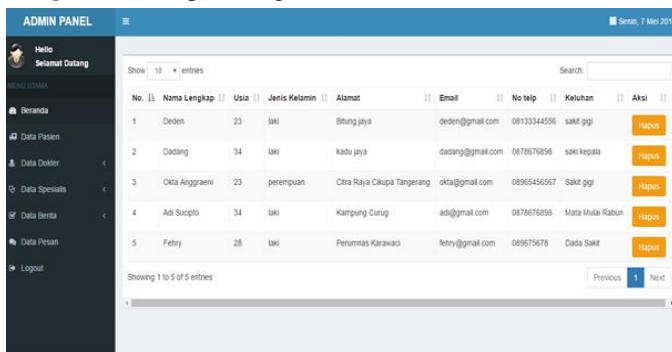 ADMIN PANEL
Senin, 7 Mei 201
Hello
Selamat Datang
MENU UTAMA
Beranda
Data Pasien
Data Dokter
Data Spesialis
Data Berita
Data Pesan
Logout
Show 10 entries
Search:
No. Nama Lengkap Usia Jenis Kelamin Alamat Email No telp Keluhan Aksi
1 Deden 23 laki Bitung jaya deden@gmail.com 08133344556 sakit gigi Hapus
2 Dadang 34 laki kadu jaya dadang@gmail.com 0878676898 saki kepala Hapus
3 Okta Anggraeni 23 perempuan Citra Raya Cikupa Tangerang okta@gmail.com 08965456567 Sakit gigi Hapus
4 Adi Sucipto 34 laki Kampung Curug adi@gmail.com 0878676898 Mata Mulai Rabun Hapus
5 Fehry 28 laki Perumnas Karawaci fehry@gmail.com 089675678 Dada Sakit Hapus
Showing 1 to 5 of 5 entries
Previous 1 Next